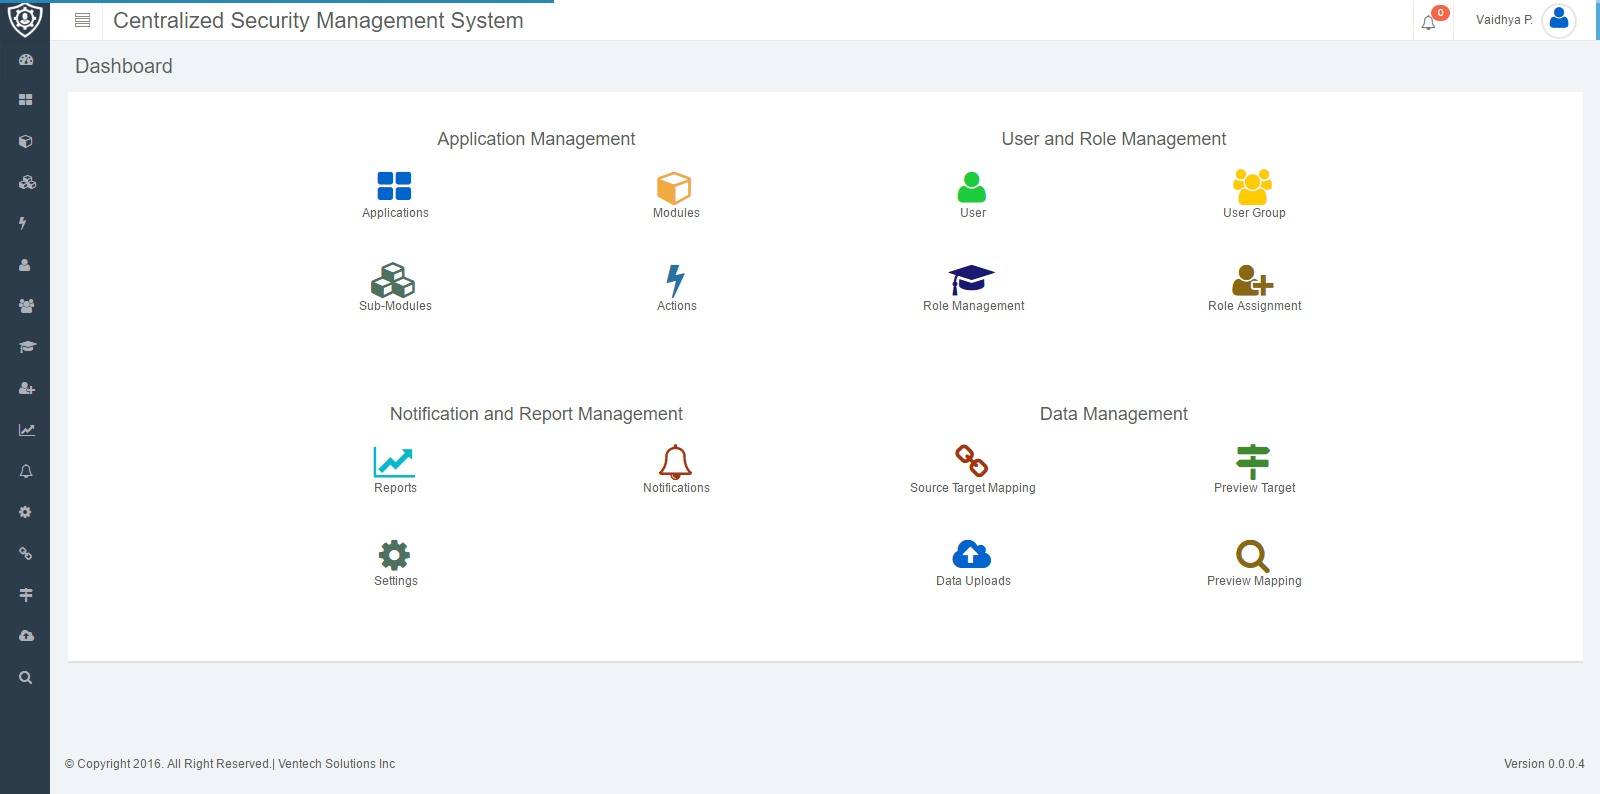 Centralized Security Management System
0
Vaidhya P.
Dashboard
Application Management
User and Role Management
Applications
Modules
User
User Group
Sub-Modules
Actions
Role Management
Role Assignment
Notification and Report Management
Data Management
Reports
Notifications
Source Target Mapping
Preview Target
Settings
Data Uploads
Preview Mapping
© Copyright 2016. All Right Reserved.| Ventech Solutions Inc
Version 0.0.0.4